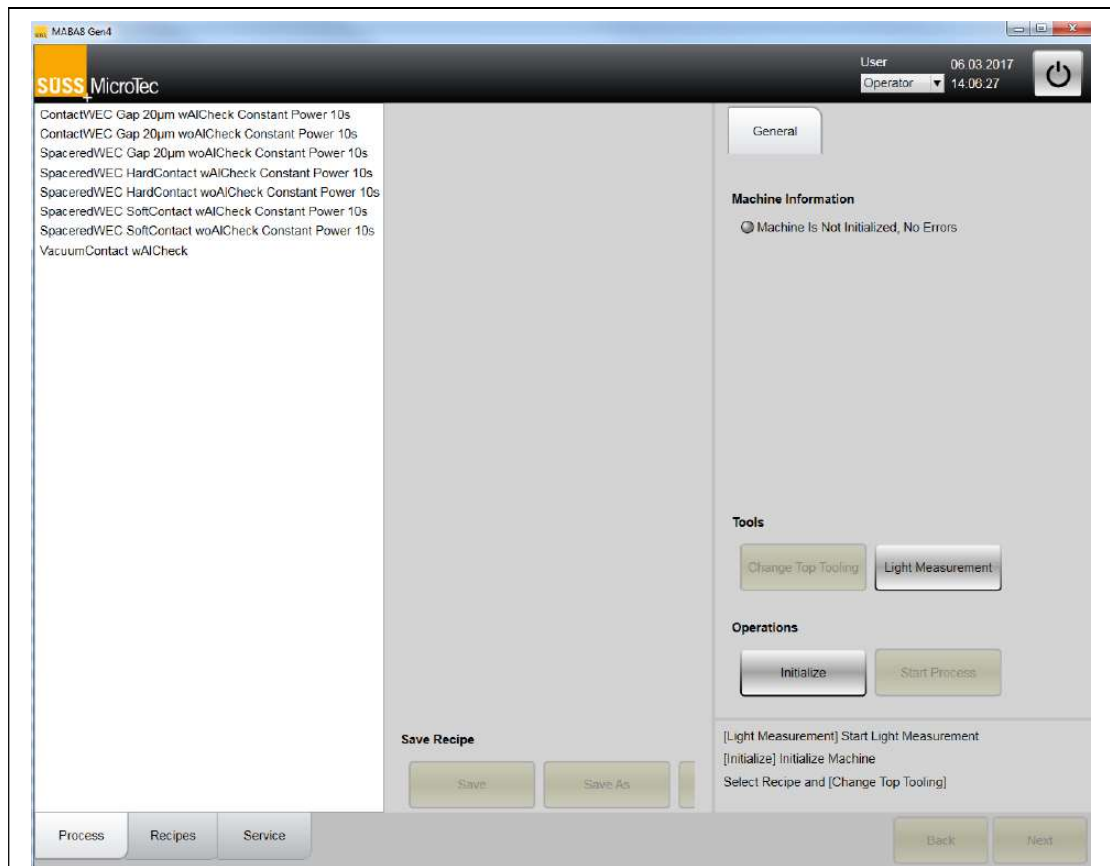 MABA8 Gen4
SUSS MicroTec
User
06.03.2017
Operator
14:06:27
ContactWEC Gap 20µm wAlCheck Constant Power 10s
ContactWEC Gap 20µm woAlCheck Constant Power 10s
SpaceredWEC Gap 20µm woAlCheck Constant Power 10s
SpaceredWEC HardContact wAlCheck Constant Power 10s
SpaceredWEC HardContact woAlCheck Constant Power 10s
SpaceredWEC SoftContact wAlCheck Constant Power 10s
SpaceredWEC SoftContact woAlCheck Constant Power 10s
VacuumContact wAlCheck
General
Machine Information
Machine Is Not Initialized, No Errors
Tools
Change Top Tooling
Light Measurement
Operations
Initialize
Start Process
Save Recipe
Save
Save As
[Light Measurement] Start Light Measurement
[Initialize] Initialize Machine
Select Recipe and [Change Top Tooling]
Process
Recipes
Service
Back
Next